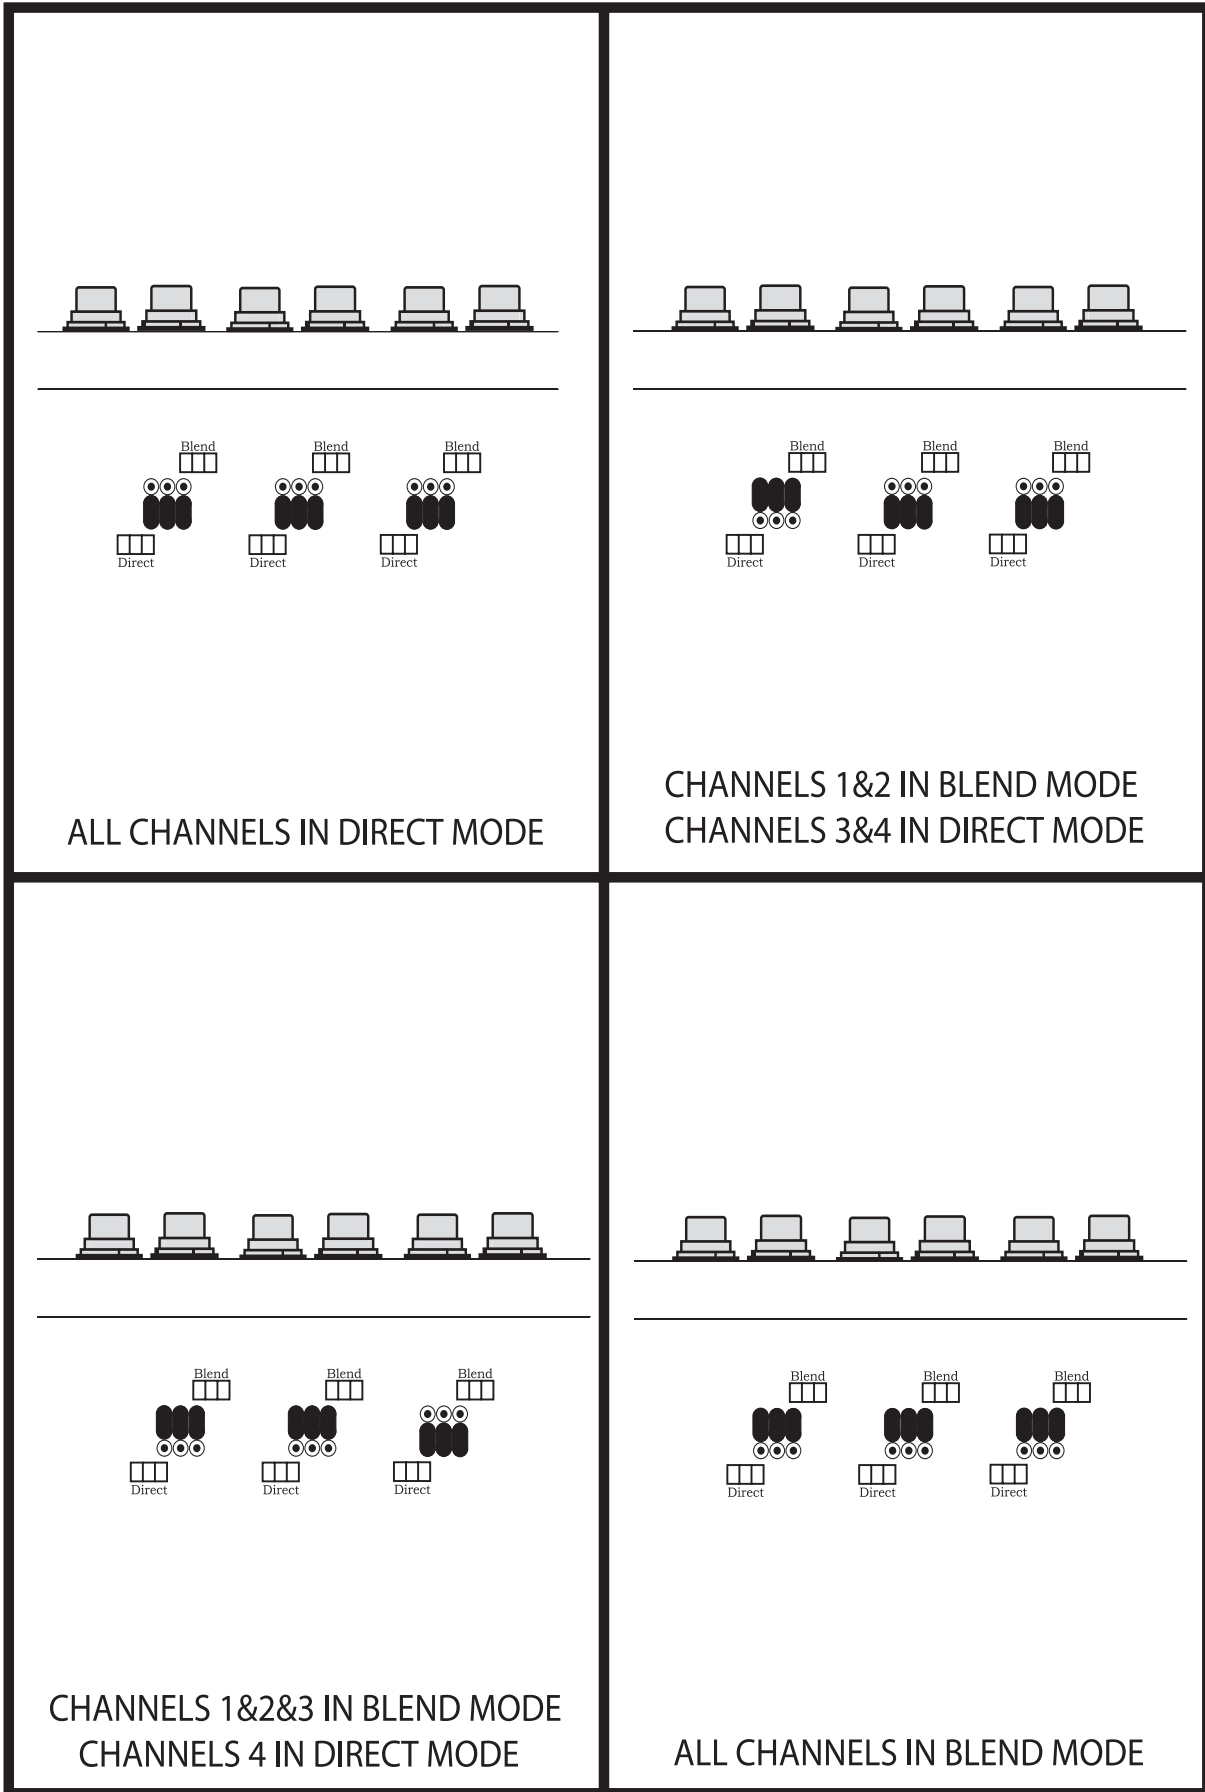 Blend Blend Blend
Direct Direct Direct
ALL CHANNELS IN DIRECT MODE
Blend Blend Blend
Direct Direct Direct
CHANNELS 1&2 IN BLEND MODE
CHANNELS 3&4 IN DIRECT MODE
Blend Blend Blend
Direct Direct Direct
CHANNELS 1&2&3 IN BLEND MODE
CHANNELS 4 IN DIRECT MODE
Blend Blend Blend
Direct Direct Direct
ALL CHANNELS IN BLEND MODE